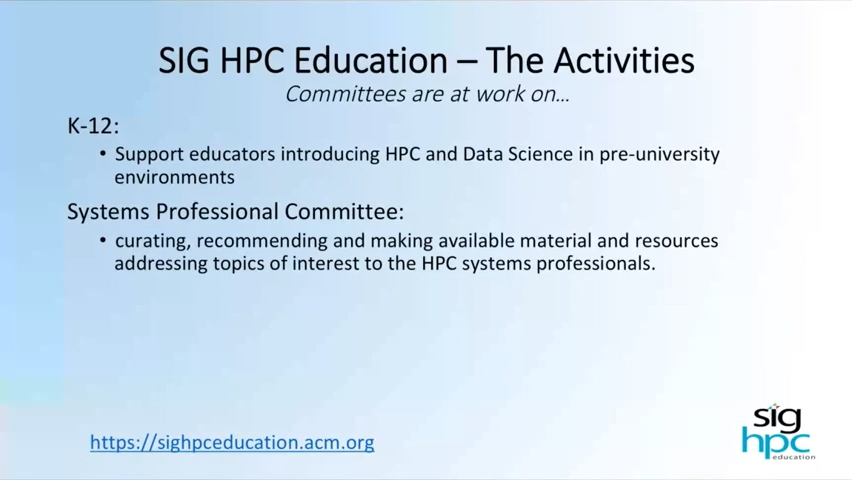 SIG HPC Education – The Activities
Committees are at work on...
K-12:
• Support educators introducing HPC and Data Science in pre-university
environments
Systems Professional Committee:
• curating, recommending and making available material and resources
addressing topics of interest to the HPC systems professionals.
https://sighpceducation.acm.org
sig
hpc
education